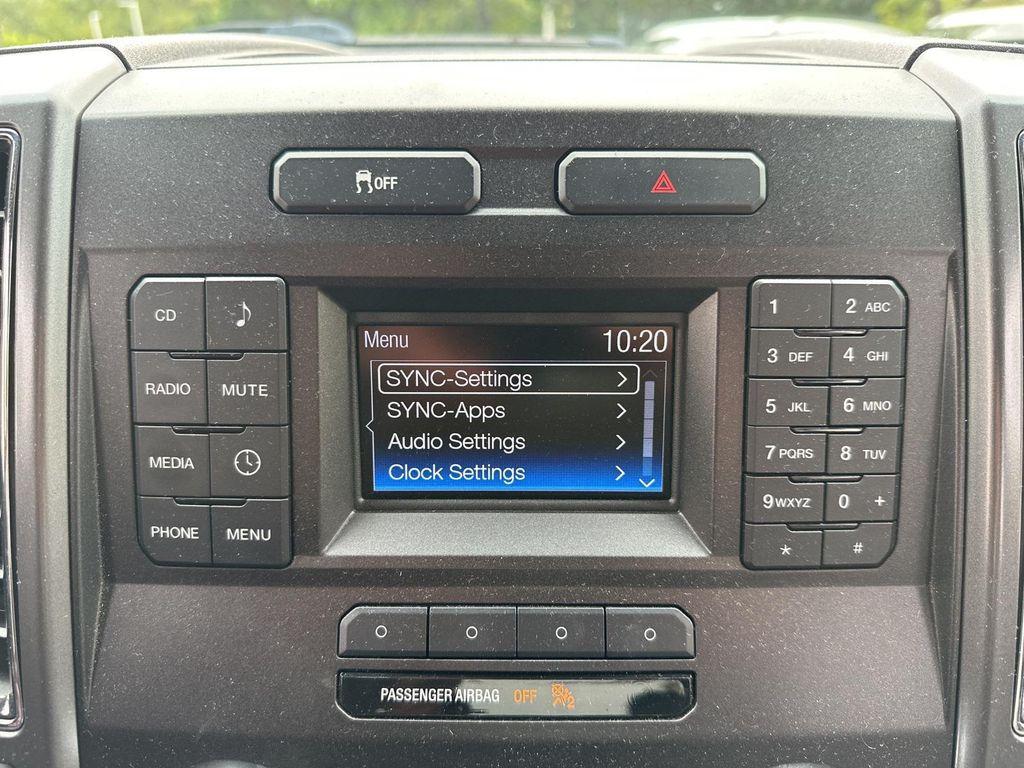 OFF
CD
RADIO MUTE
MEDIA
PHONE MENU
Menu 10:20
SYNC-Settings
SYNC-Apps
Audio Settings
Clock Settings
1 2 ABC
3 DEF 4 GHI
5 JKL 6 MNO
7 PQRS 8 TUV
9 WXYZ 0 +
* #
PASSENGER AIRBAG OFF 2